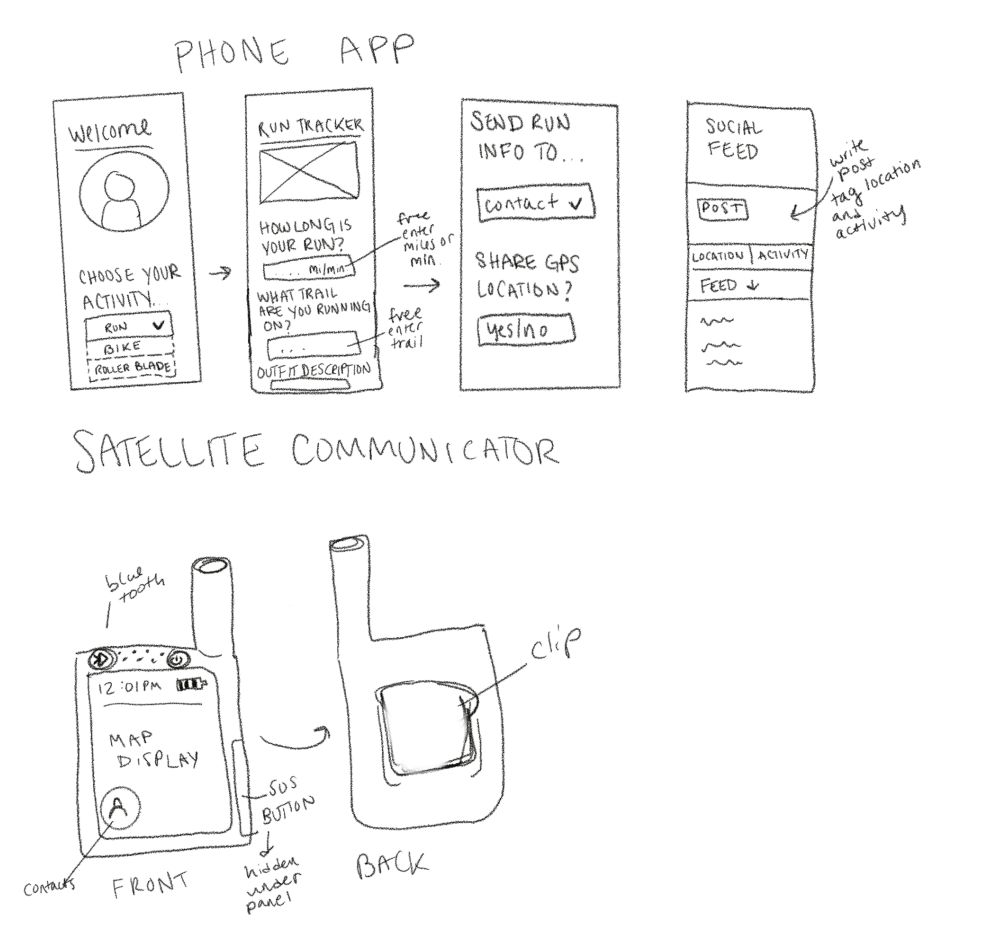 PHONE APP
Welcome
CHOOSE YOUR
ACTIVITY...
RUN
BIKE
ROLLER BLADE
RUN TRACKER
HOW LONG IS
YOUR RUN?
... mi/min
WHAT TRAIL
ARE YOU RUNNING
ON?
...
OUTFIT DESCRIPTION
free
enter
miles or
min.
free
enter
trail
SEND RUN
INFO TO...
contact
SHARE GPS
LOCATION?
yes/no
SOCIAL
FEED
POST
LOCATION | ACTIVITY
FEED ↓
write
post
tag location
and
activity
SATELLITE COMMUNICATOR
blue
tooth
12:01PM
MAP
DISPLAY
contacts
FRONT
SOS
BUTTON
hidden
under
panel
clip
BACK